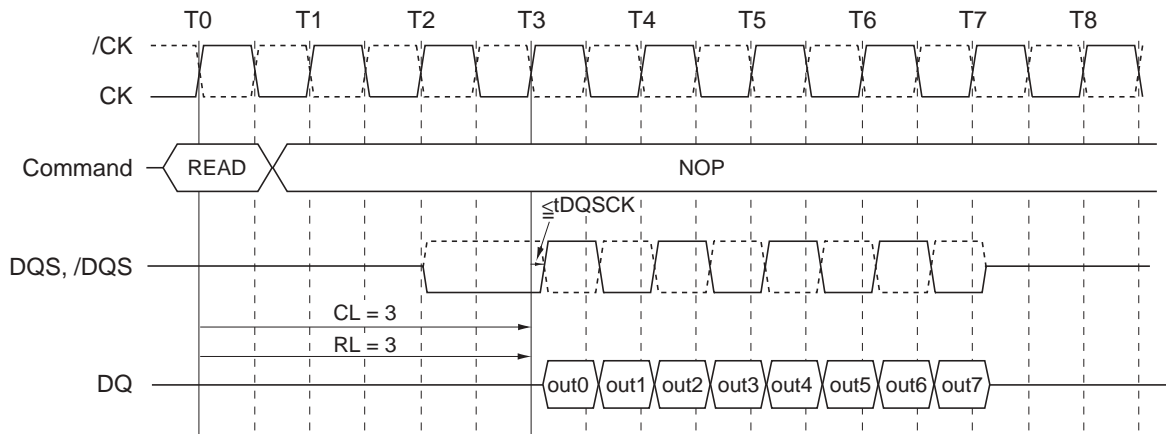 T0 T1 T2 T3 T4 T5 T6 T7 T8
/CK
CK
Command READ NOP
≦tDQSCK
DQS, /DQS
CL = 3
RL = 3
DQ out0 out1 out2 out3 out4 out5 out6 out7